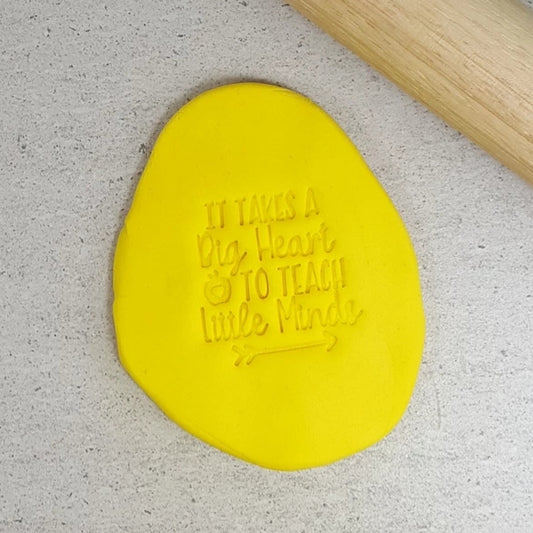 IT TAKES A
Big Heart
TO TEACH
little Minds